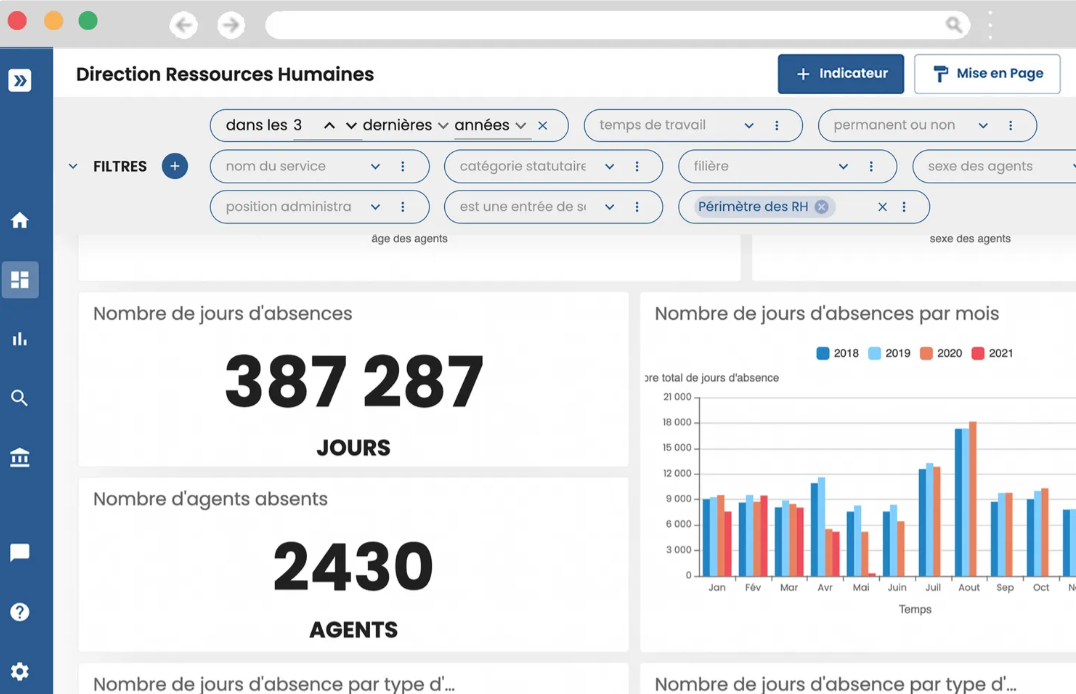 Direction Ressources Humaines
+ Indicateur
Mise en Page
dans les 3 dernières années
temps de travail
permanent ou non
FILTRES
nom du service
catégorie statutaire
filière
sexe des agents
position administra
est une entrée de se
Périmètre des RH
âge des agents
sexe des agents
Nombre de jours d'absences
387 287
JOURS
Nombre d'agents absents
2430
AGENTS
Nombre de jours d'absences par mois
2018 2019 2020 2021
bre total de jours d'absence
21 000
18 000
15 000
12 000
9 000
6 000
3 000
0
Jan Fév Mar Avr Mai Juin Juil Aout Sep Oct N
Temps
Nombre de jours d'absence par type d'...
Nombre de jours d'absence par type d'...